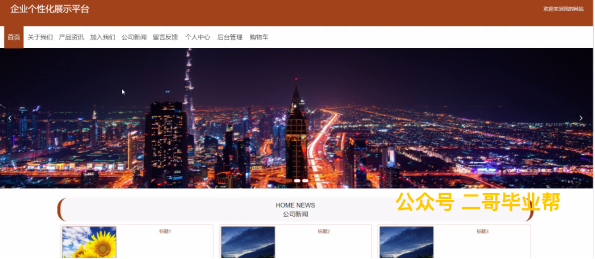 企业个性化展示平台
欢迎来到我的网站
首页 关于我们 产品资讯 加入我们 公司新闻 留言反馈 个人中心 后台管理 购物车
公众号 二哥毕业帮
HOME NEWS
公司新闻
标题1 标题2 标题3